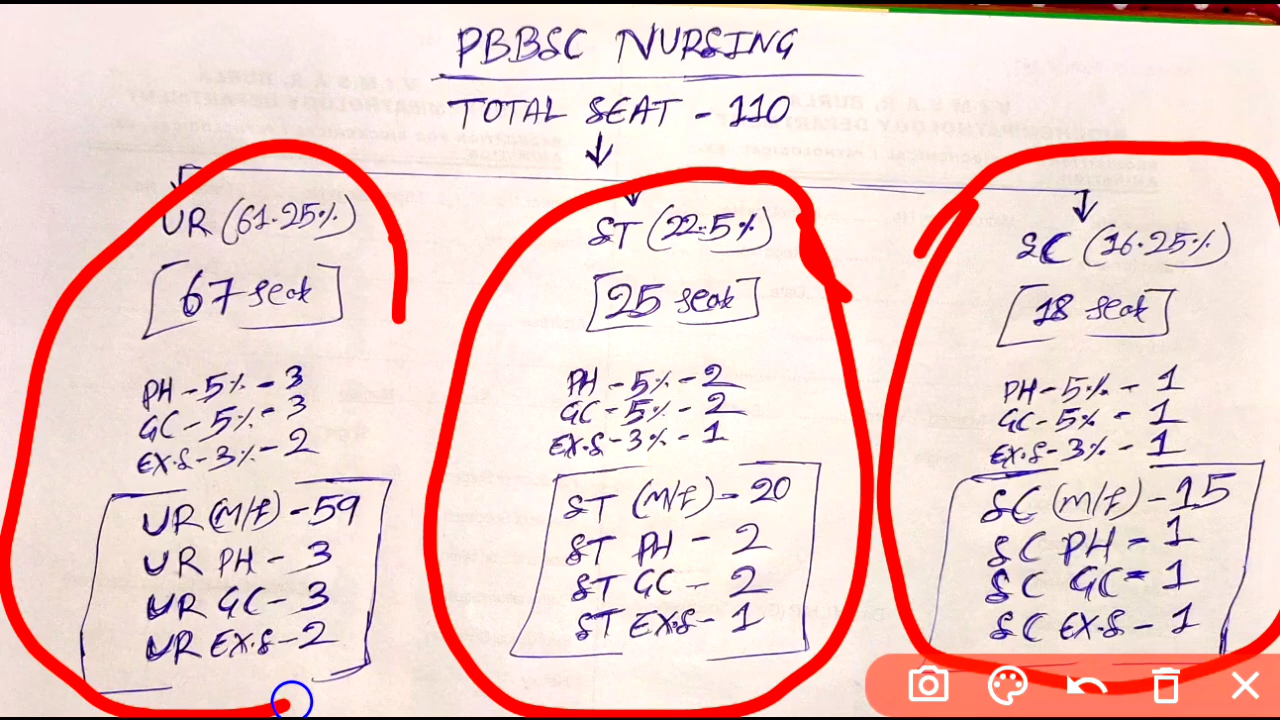 PBBSC NURSING
TOTAL SEAT - 110
UR (61.25%)
[67 seat]
PH - 5% - 3
GC - 5% - 3
EX.S - 3% - 2
UR (M/F) - 59
UR PH - 3
UR GC - 3
UR EX.S - 2
ST (22.5%)
[25 seat]
PH - 5% - 2
GC - 5% - 2
EX.S - 3% - 1
ST (M/F) - 20
ST PH - 2
ST GC - 2
ST EX.S - 1
SC (16.25%)
[18 seat]
PH - 5% - 1
GC - 5% - 1
EX.S - 3% - 1
SC (M/F) - 15
SC PH - 1
SC GC - 1
SC EX.S - 1